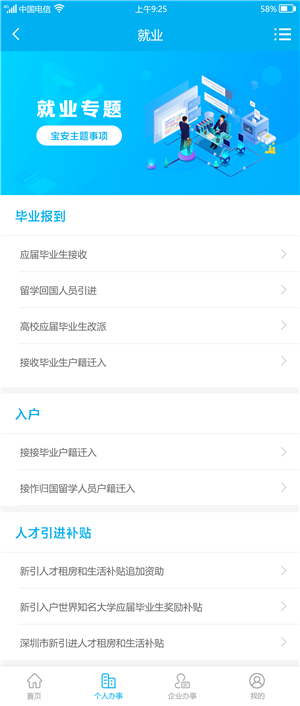 4G 中国电信 上午9:25 58%
就业
就业专题
宝安主题事项
毕业报到
应届毕业生接收
留学回国人员引进
高校应届毕业生改派
接收毕业生户籍迁入
入户
接接毕业户籍迁入
接作归国留学人员户籍迁入
人才引进补贴
新引人才租房和生活补贴追加资助
新引入户世界知名大学应届毕业生奖励补贴
深圳市新引进人才租房和生活补贴
首页 个人办事 企业办事 我的